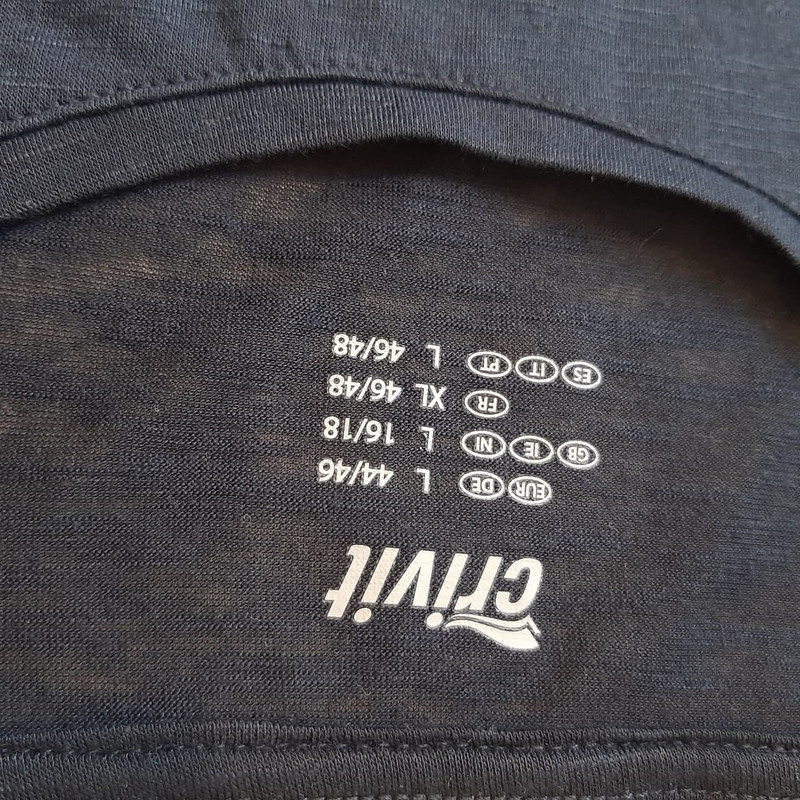 crivit
EUR DE L 44/46
GB IE NI L 16/18
FR XL 46/48
ES IT PT L 46/48